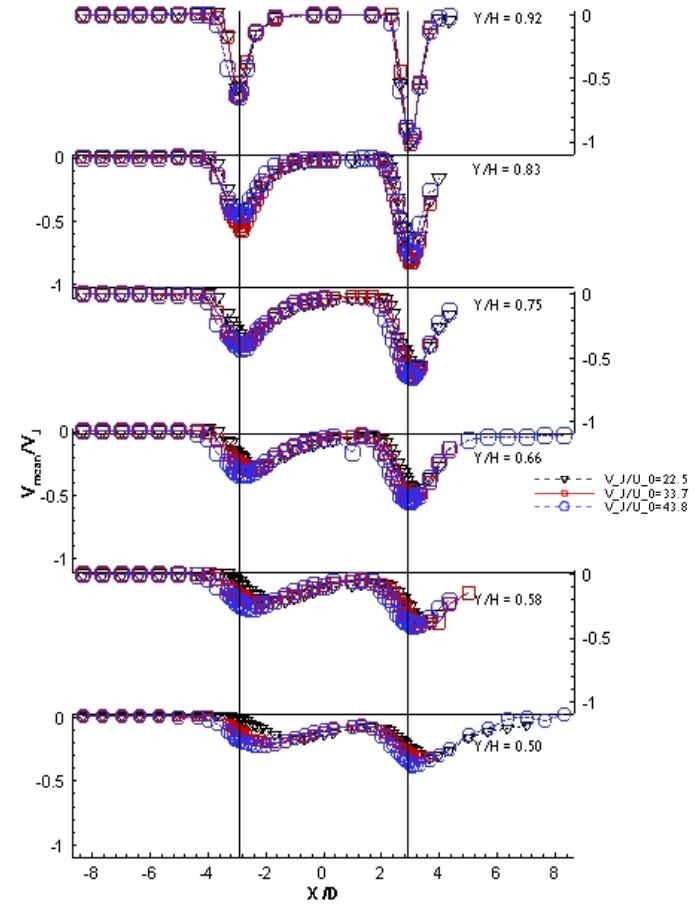 0
Y/H = 0.92
-0.5
-1
0
Y/H = 0.83
-0.5
-1
0
Y/H = 0.75
-0.5
-1
0
Y/H = 0.66
-0.5
-1
V_mean/V_J
V_J/U_0=22.5
V_J/U_0=33.7
V_J/U_0=43.8
0
Y/H = 0.58
-0.5
-1
0
Y/H = 0.50
-0.5
-1
-8 -6 -4 -2 0 2 4 6 8
X/D